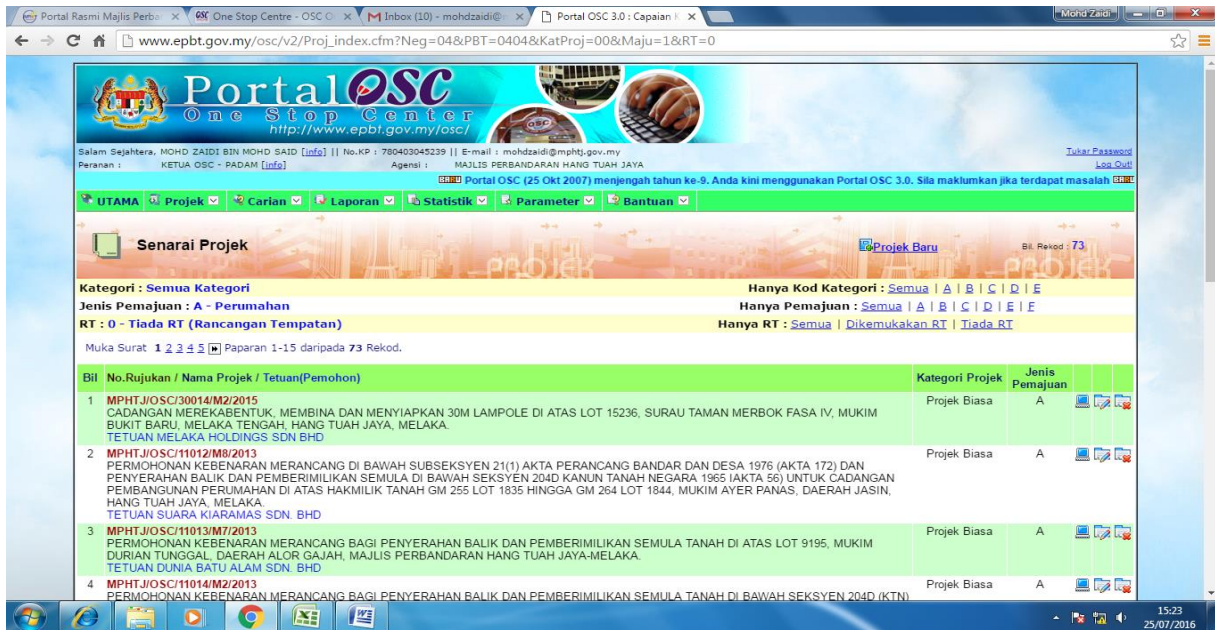 Portal Rasmi Majlis Perba
OSC One Stop Centre - OSC O
Inbox (10) - mohdzaidi@
Portal OSC 3.0 : Capaian K
Mohd Zaidi
www.epbt.gov.my/osc/v2/Proj_index.cfm?Neg=04&PBT=0404&KatProj=00&Maju=1&RT=0
Portal OSC
One Stop Center
http://www.epbt.gov.my/osc/
Salam Sejahtera, MOHD ZAIDI BIN MOHD SAID [info] || No.KP : 780403045239 || E-mail : mohdzaidi@mphtj.gov.my
Tukar Password
Peranan : KETUA OSC - PADAM [info] Agensi : MAJLIS PERBANDARAN HANG TUAH JAYA
Log Out!
BARU Portal OSC (25 Okt 2007) menjengah tahun ke-9. Anda kini menggunakan Portal OSC 3.0. Sila maklumkan jika terdapat masalah BARU
UTAMA Projek Carian Laporan Statistik Parameter Bantuan
Senarai Projek
Projek Baru
Bil. Rekod : 73
PROJEK
PROJEK
Kategori : Semua Kategori
Hanya Kod Kategori : Semua | A | B | C | D | E
Jenis Pemajuan : A - Perumahan
Hanya Pemajuan : Semua | A | B | C | D | E | F
RT : 0 - Tiada RT (Rancangan Tempatan)
Hanya RT : Semua | Dikemukakan RT | Tiada RT
Muka Surat 1 2 3 4 5 Paparan 1-15 daripada 73 Rekod.
Bil No.Rujukan / Nama Projek / Tetuan(Pemohon) Kategori Projek Jenis Pemajuan
1 MPHTJ/OSC/30014/M2/2015 Projek Biasa A
CADANGAN MEREKABENTUK, MEMBINA DAN MENYIAPKAN 30M LAMPOLE DI ATAS LOT 15236, SURAU TAMAN MERBOK FASA IV, MUKIM
BUKIT BARU, MELAKA TENGAH, HANG TUAH JAYA, MELAKA.
TETUAN MELAKA HOLDINGS SDN BHD
2 MPHTJ/OSC/11012/M8/2013 Projek Biasa A
PERMOHONAN KEBENARAN MERANCANG DI BAWAH SUBSEKSYEN 21(1) AKTA PERANCANG BANDAR DAN DESA 1976 (AKTA 172) DAN
PENYERAHAN BALIK DAN PEMBERIMILIKAN SEMULA DI BAWAH SEKSYEN 204D KANUN TANAH NEGARA 1965 IAKTA 56) UNTUK CADANGAN
PEMBANGUNAN PERUMAHAN DI ATAS HAKMILIK TANAH GM 255 LOT 1835 HINGGA GM 264 LOT 1844, MUKIM AYER PANAS, DAERAH JASIN,
HANG TUAH JAYA, MELAKA.
TETUAN SUARA KIARAMAS SDN. BHD
3 MPHTJ/OSC/11013/M7/2013 Projek Biasa A
PERMOHONAN KEBENARAN MERANCANG BAGI PENYERAHAN BALIK DAN PEMBERIMILIKAN SEMULA TANAH DI ATAS LOT 9195, MUKIM
DURIAN TUNGGAL, DAERAH ALOR GAJAH, MAJLIS PERBANDARAN HANG TUAH JAYA-MELAKA.
TETUAN DUNIA BATU ALAM SDN. BHD
4 MPHTJ/OSC/11014/M2/2013 Projek Biasa A
PERMOHONAN KEBENARAN MERANCANG BAGI PENYERAHAN BALIK DAN PEMBERIMILIKAN SEMULA TANAH DI BAWAH SEKSYEN 204D (KTN)
15:23
25/07/2016